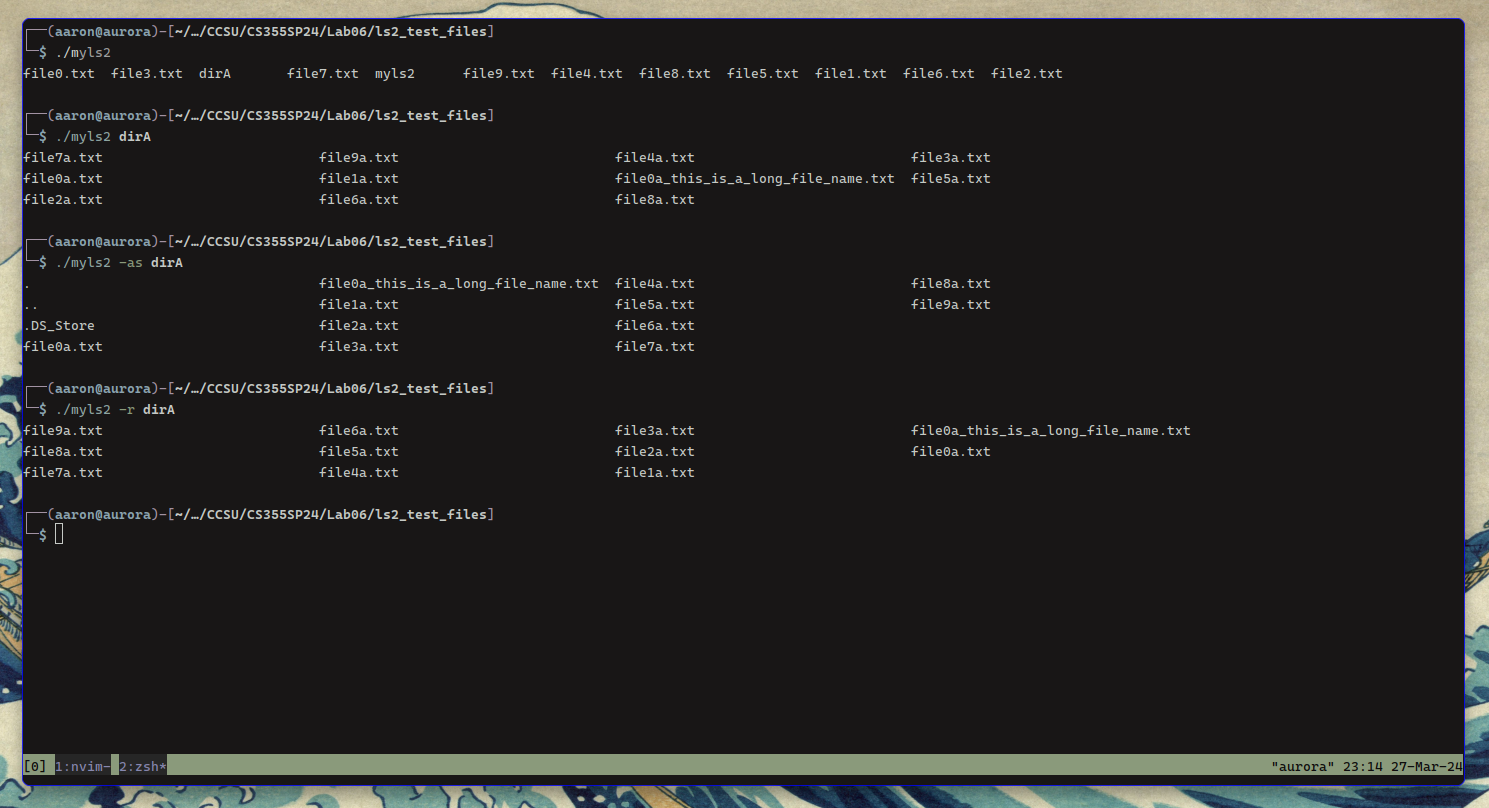 ┌──(aaron@aurora)-[~/…/CCSU/CS355SP24/Lab06/ls2_test_files]
└─$ ./myls2
file0.txt  file3.txt  dirA       file7.txt  myls2      file9.txt  file4.txt  file8.txt  file5.txt  file1.txt  file6.txt  file2.txt
┌──(aaron@aurora)-[~/…/CCSU/CS355SP24/Lab06/ls2_test_files]
└─$ ./myls2 dirA
file7a.txt                           file9a.txt                           file4a.txt                           file3a.txt
file0a.txt                           file1a.txt                           file0a_this_is_a_long_file_name.txt  file5a.txt
file2a.txt                           file6a.txt                           file8a.txt
┌──(aaron@aurora)-[~/…/CCSU/CS355SP24/Lab06/ls2_test_files]
└─$ ./myls2 -as dirA
.                                    file0a_this_is_a_long_file_name.txt  file4a.txt                           file8a.txt
..                                   file1a.txt                           file5a.txt                           file9a.txt
.DS_Store                            file2a.txt                           file6a.txt
file0a.txt                           file3a.txt                           file7a.txt
┌──(aaron@aurora)-[~/…/CCSU/CS355SP24/Lab06/ls2_test_files]
└─$ ./myls2 -r dirA
file9a.txt                           file6a.txt                           file3a.txt                           file0a_this_is_a_long_file_name.txt
file8a.txt                           file5a.txt                           file2a.txt                           file0a.txt
file7a.txt                           file4a.txt                           file1a.txt
┌──(aaron@aurora)-[~/…/CCSU/CS355SP24/Lab06/ls2_test_files]
└─$
[0] 1:nvim- 2:zsh* "aurora" 23:14 27-Mar-24